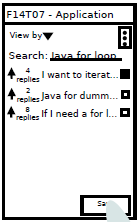 F14T07 - Application
View by
Search: Java for loop
4 replies I want to iterat...
2 replies Java for dumm...
8 replies If I need a for l...